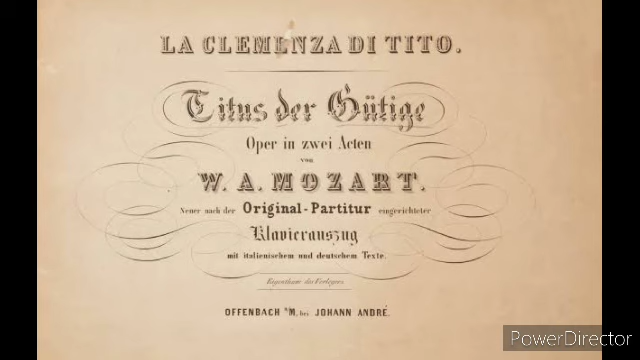 LA CLEMENZA DI TITO.
Titus der Gütige
Oper in zwei Acten
von
W. A. MOZART.
Neuer nach der Original-Partitur eingerichteter
Klavierauszug
mit italienischem und deutschem Texte.
Eigenthum des Verlegers.
OFFENBACH a/M, bei JOHANN ANDRÉ.
PowerDirector